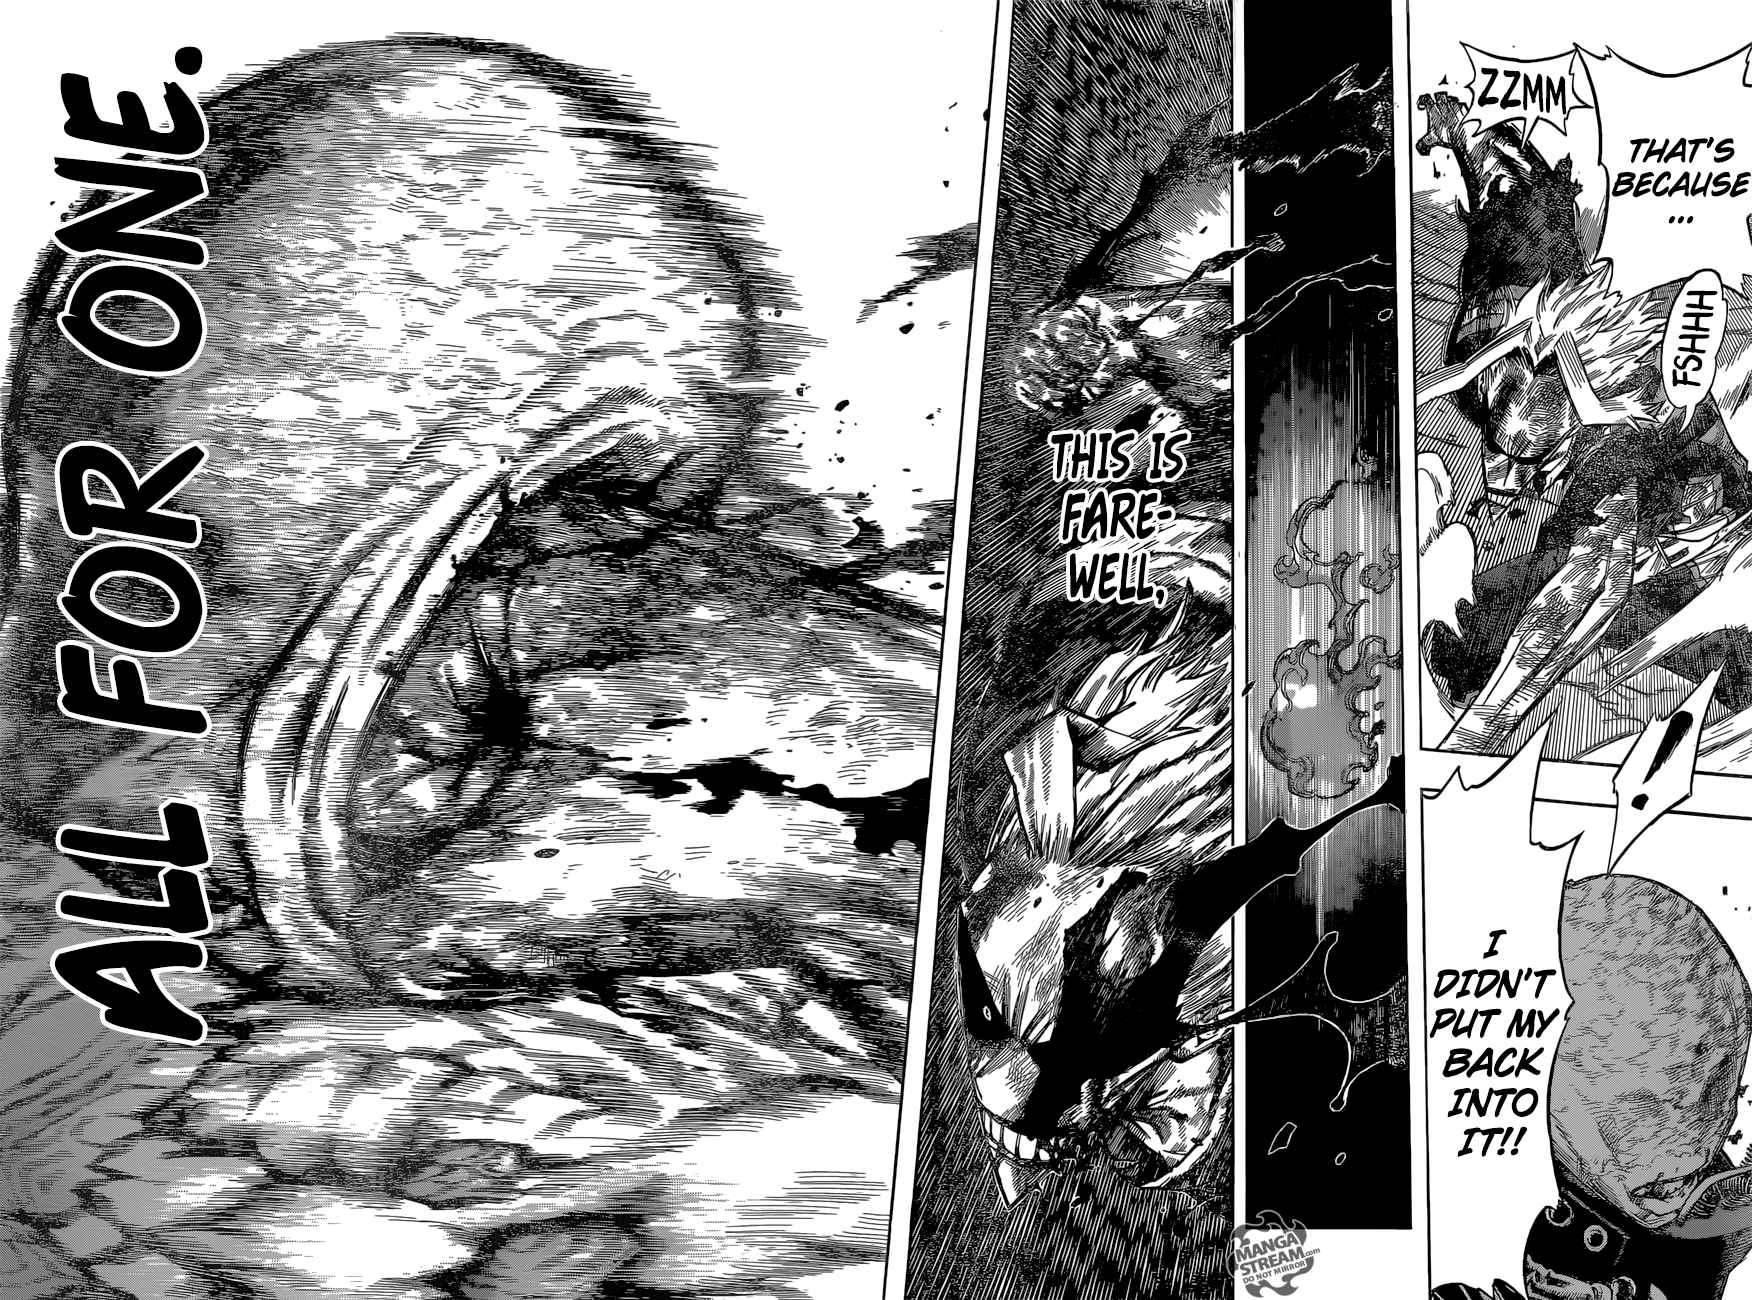 ZZMM
THAT'S
BECAUSE
...
FSHHH
!
I
DIDN'T
PUT MY
BACK
INTO
IT!!
THIS IS
FARE-
WELL,
ALL FOR ONE.
MANGA
STREAM.com
DO NOT MIRROR